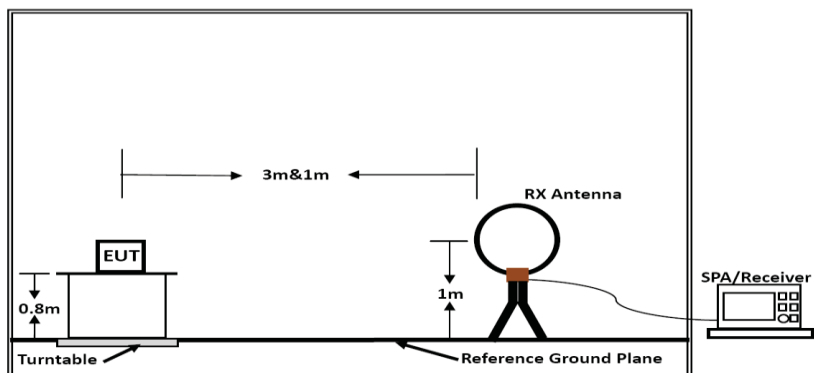 3m&1m
RX Antenna
EUT
SPA/Receiver
0.8m
1m
Turntable
Reference Ground Plane